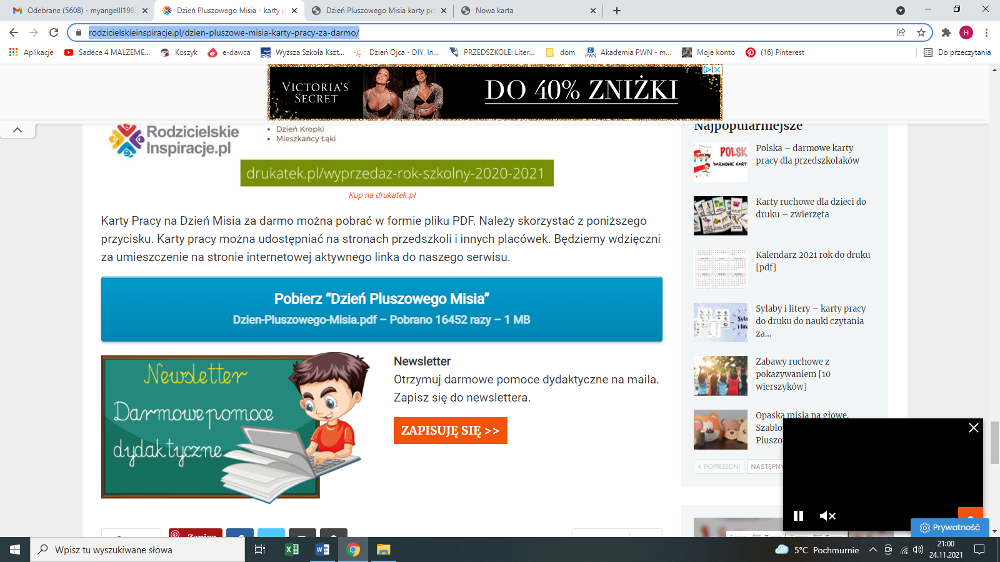 Odebrane (5608) - myangelll1992
Dzień Pluszowego Misia - karty p
Dzień Pluszowego Misia karty pra
Nowa karta
rodzicielskieinspiracje.pl/dzien-pluszowe-misia-karty-pracy-za-darmo/
H
Aplikacje
Sadece 4 MALZEME...
Koszyk
e-dawca
Wyższa Szkoła Kszt...
Dzień Ojca - DIY, In...
PRZEDSZKOLE: Liter...
dom
Akademia PWN - m...
Moje konto
(16) Pinterest
Do przeczytania
VICTORIA'S
SECRET
DO 40% ZNIŻKI
Rodzicielskie
Inspiracje.pl
• Dzień Kropki
• Mieszkańcy Łąki
drukatek.pl/wyprzedaz-rok-szkolny-2020-2021
Kup na drukatek.pl
Karty Pracy na Dzień Misia za darmo można pobrać w formie pliku PDF. Należy skorzystać z poniższego
przycisku. Karty pracy można udostępniać na stronach przedszkoli i innych placówek. Będziemy wdzięczni
za umieszczenie na stronie internetowej aktywnego linka do naszego serwisu.
Pobierz “Dzień Pluszowego Misia”
Dzien-Pluszowego-Misia.pdf – Pobrano 16452 razy – 1 MB
Newsletter
Darmowe pomoce
dydaktyczne
Newsletter
Otrzymuj darmowe pomoce dydaktyczne na maila.
Zapisz się do newslettera.
ZAPISUJĘ SIĘ >>
Zapisz
Najpopularniejsze
POLSK
DARMOWE KART
Polska – darmowe karty
pracy dla przedszkolaków
Karty ruchowe dla dzieci do
druku – zwierzęta
Kalendarz 2021 rok do druku
[pdf]
Sylaby i litery – karty pracy
do druku do nauki czytania
za...
Zabawy ruchowe z
pokazywaniem [10
wierszyków]
Opaska misia na głowę.
Szablo
Pluszo
POPRZEDNI
NASTĘPNY
Prywatność
Wpisz tu wyszukiwane słowa
5°C Pochmurnie
21:00
24.11.2021